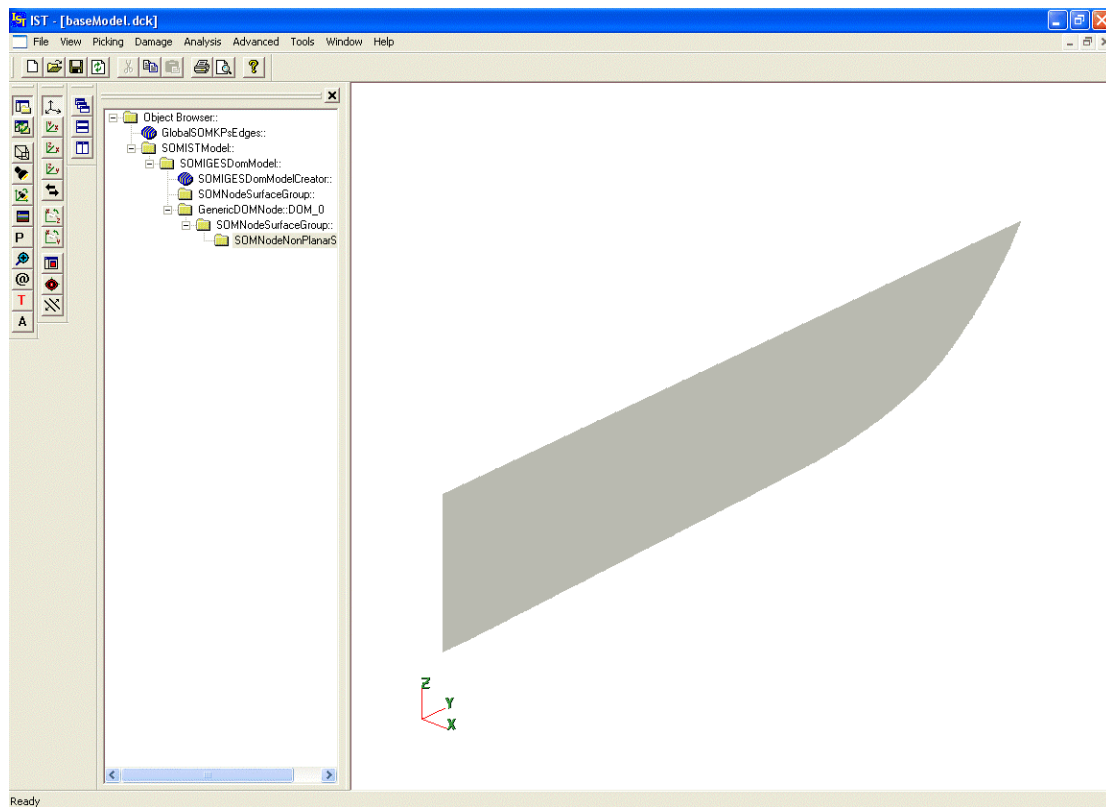 IST IST - [baseModel.dck]
File View Picking Damage Analysis Advanced Tools Window Help
Object Browser::
GlobalSOMKPsEdges::
SOMISTModel::
SOMIGESDomModel::
SOMIGESDomModelCreator::
SOMNodeSurfaceGroup::
GenericDOMNode::DOM_0
SOMNodeSurfaceGroup::
SOMNodeNonPlanarS
P
@
T
A
Z
Y
X
Ready